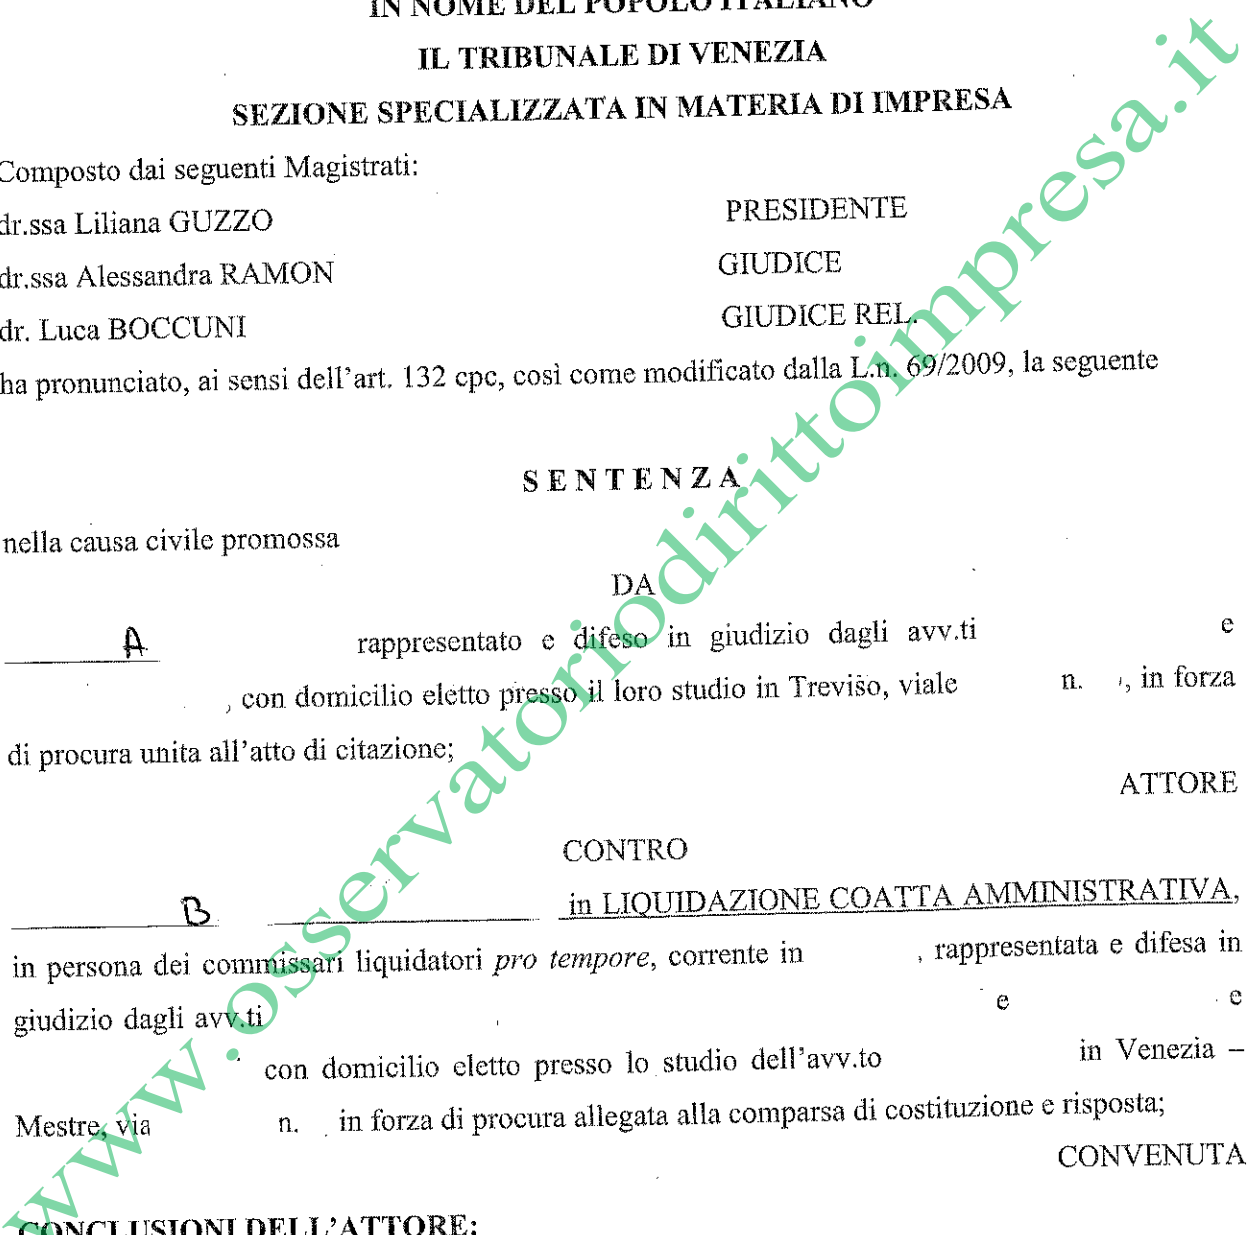 IN NOME DEL POPOLO ITALIANO
IL TRIBUNALE DI VENEZIA
SEZIONE SPECIALIZZATA IN MATERIA DI IMPRESA
Composto dai seguenti Magistrati:
dr.ssa Liliana GUZZO PRESIDENTE
dr.ssa Alessandra RAMON GIUDICE
dr. Luca BOCCUNI GIUDICE REL.
ha pronunciato, ai sensi dell'art. 132 cpc, così come modificato dalla L.n. 69/2009, la seguente
S E N T E N Z A
nella causa civile promossa
DA
A rappresentato e difeso in giudizio dagli avv.ti e
, con domicilio eletto presso il loro studio in Treviso, viale n. , in forza
di procura unita all'atto di citazione;
ATTORE
CONTRO
B in LIQUIDAZIONE COATTA AMMINISTRATIVA,
in persona dei commissari liquidatori pro tempore, corrente in , rappresentata e difesa in
giudizio dagli avv.ti e e
con domicilio eletto presso lo studio dell'avv.to in Venezia –
Mestre, via n. in forza di procura allegata alla comparsa di costituzione e risposta;
CONVENUTA
CONCLUSIONI DELL'ATTORE:
www.osservatoriodirittoimpresa.it